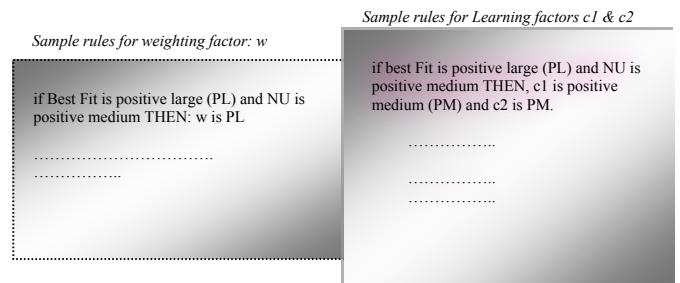 Sample rules for weighting factor: w
if Best Fit is positive large (PL) and NU is
positive medium THEN: w is PL
…………………………….
……………..
Sample rules for Learning factors c1 & c2
if best Fit is positive large (PL) and NU is
positive medium THEN, c1 is positive
medium (PM) and c2 is PM.
……………..
……………..
……………..